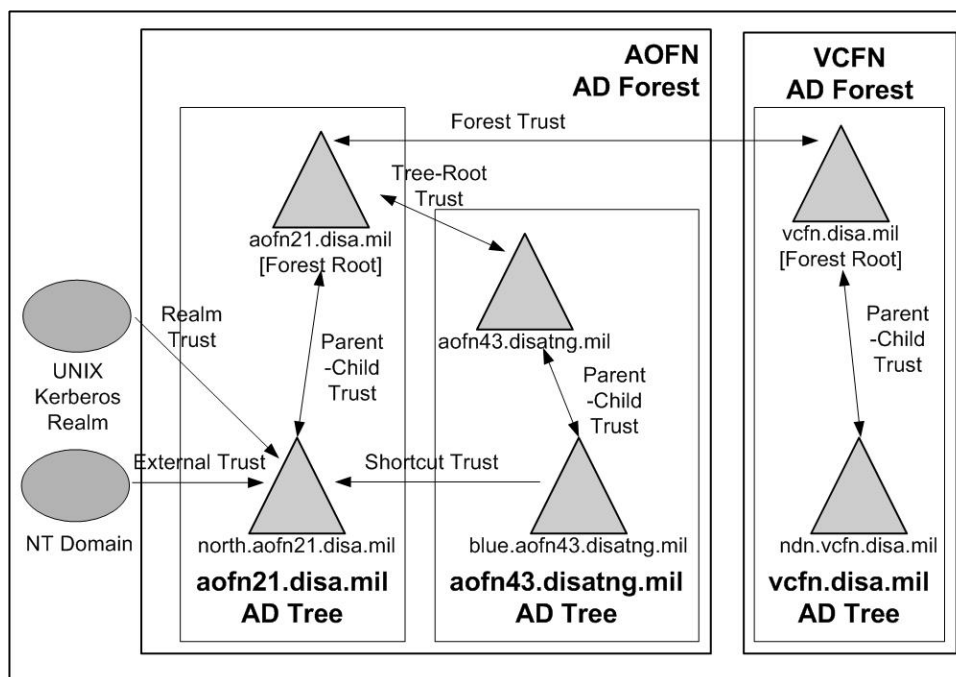 AOFN
AD Forest
VCFN
AD Forest
Forest Trust
Tree-Root
Trust
aofn21.disa.mil
[Forest Root]
vcfn.disa.mil
[Forest Root]
Realm
Trust
Parent
-Child
Trust
aofn43.disatng.mil
Parent
-Child
Trust
Parent
-Child
Trust
UNIX
Kerberos
Realm
External Trust
Shortcut Trust
NT Domain
north.aofn21.disa.mil
blue.aofn43.disatng.mil
ndn.vcfn.disa.mil
aofn21.disa.mil
AD Tree
aofn43.disatng.mil
AD Tree
vcfn.disa.mil
AD Tree